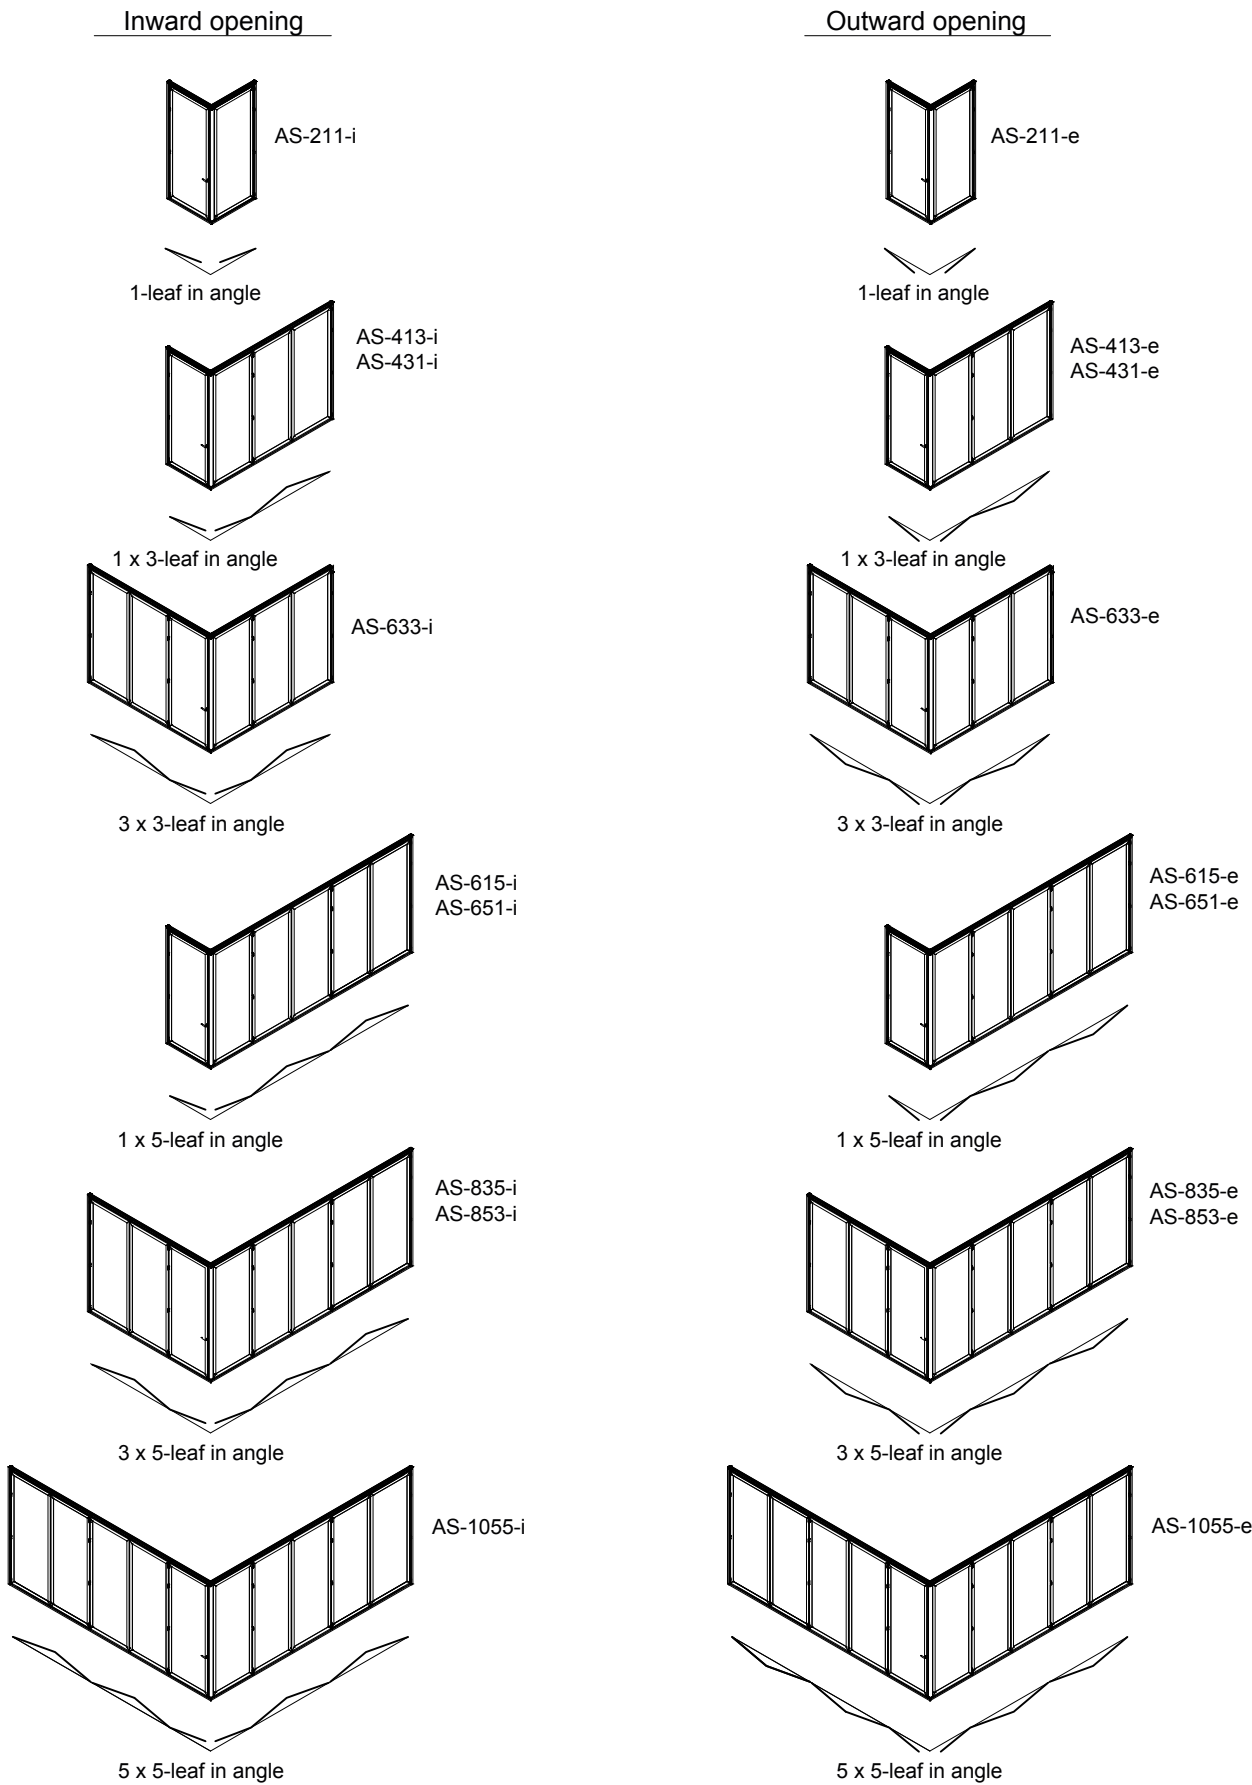 Inward opening
Outward opening
AS-211-i
AS-211-e
1-leaf in angle
1-leaf in angle
AS-413-i
AS-431-i
AS-413-e
AS-431-e
1 x 3-leaf in angle
1 x 3-leaf in angle
AS-633-i
AS-633-e
3 x 3-leaf in angle
3 x 3-leaf in angle
AS-615-i
AS-651-i
AS-615-e
AS-651-e
1 x 5-leaf in angle
1 x 5-leaf in angle
AS-835-i
AS-853-i
AS-835-e
AS-853-e
3 x 5-leaf in angle
3 x 5-leaf in angle
AS-1055-i
AS-1055-e
5 x 5-leaf in angle
5 x 5-leaf in angle